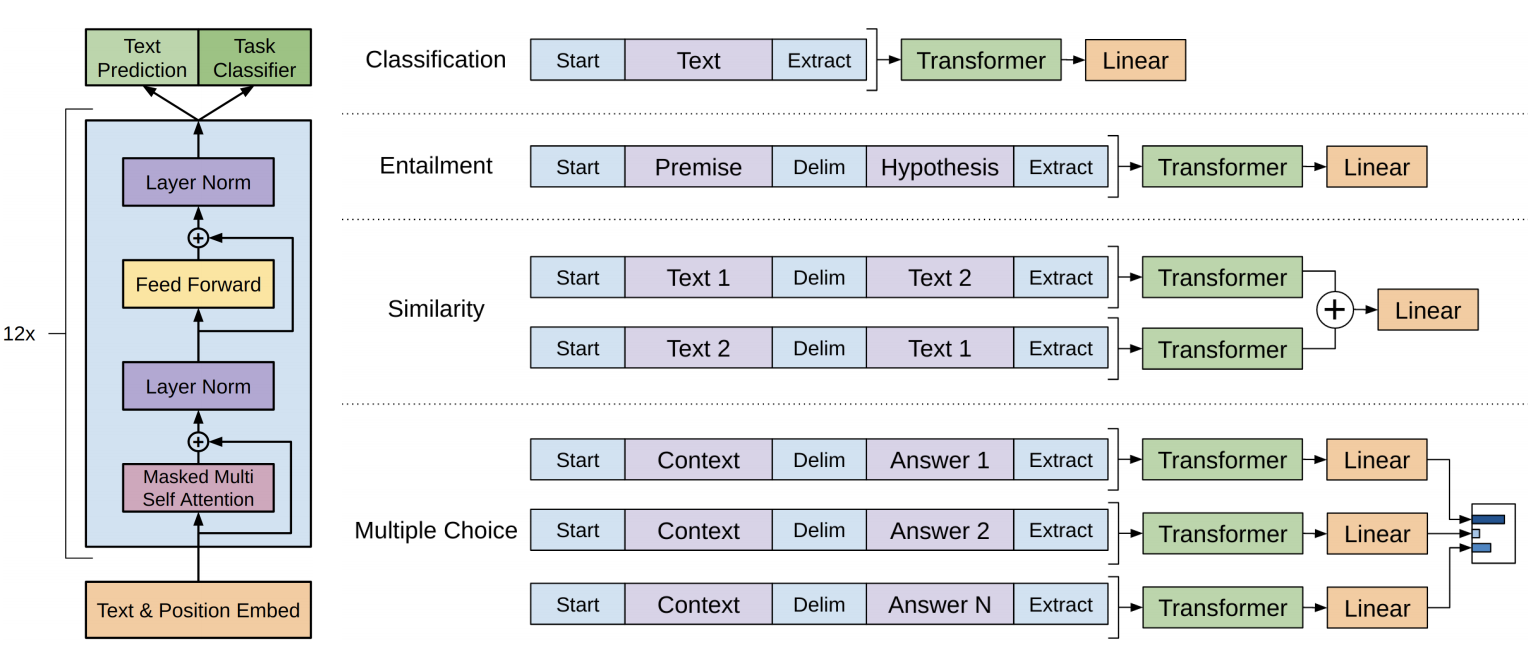 Text
Prediction
Task
Classifier
Layer Norm
+
Feed Forward
12x
Layer Norm
+
Masked Multi
Self Attention
Text & Position Embed
Classification
Start Text Extract Transformer Linear
Entailment
Start Premise Delim Hypothesis Extract Transformer Linear
Similarity
Start Text 1 Delim Text 2 Extract Transformer
+ Linear
Start Text 2 Delim Text 1 Extract Transformer
Multiple Choice
Start Context Delim Answer 1 Extract Transformer Linear
Start Context Delim Answer 2 Extract Transformer Linear
Start Context Delim Answer N Extract Transformer Linear